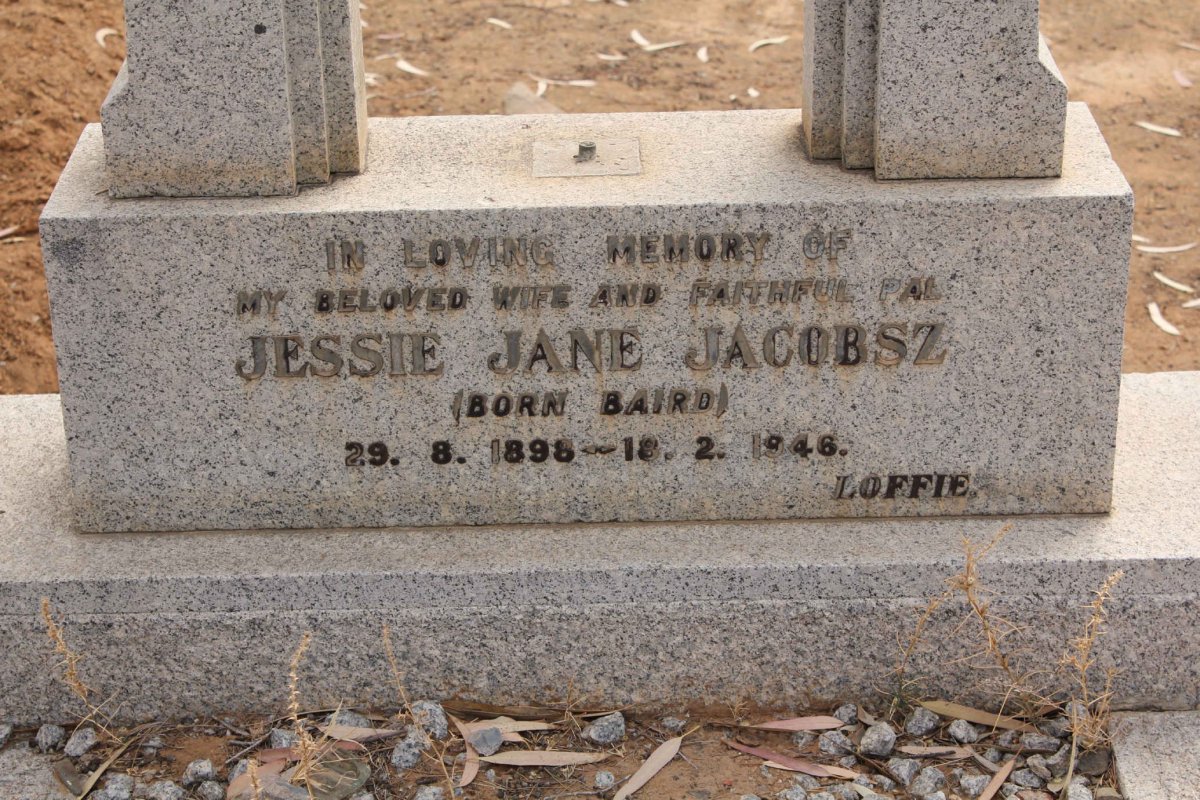 IN LOVING MEMORY OF
MY BELOVED WIFE AND FAITHFUL PAL
JESSIE JANE JACOBSZ
(BORN BAIRD)
29. 8. 1898 ~ 18. 2. 1946.
LOFFIE.